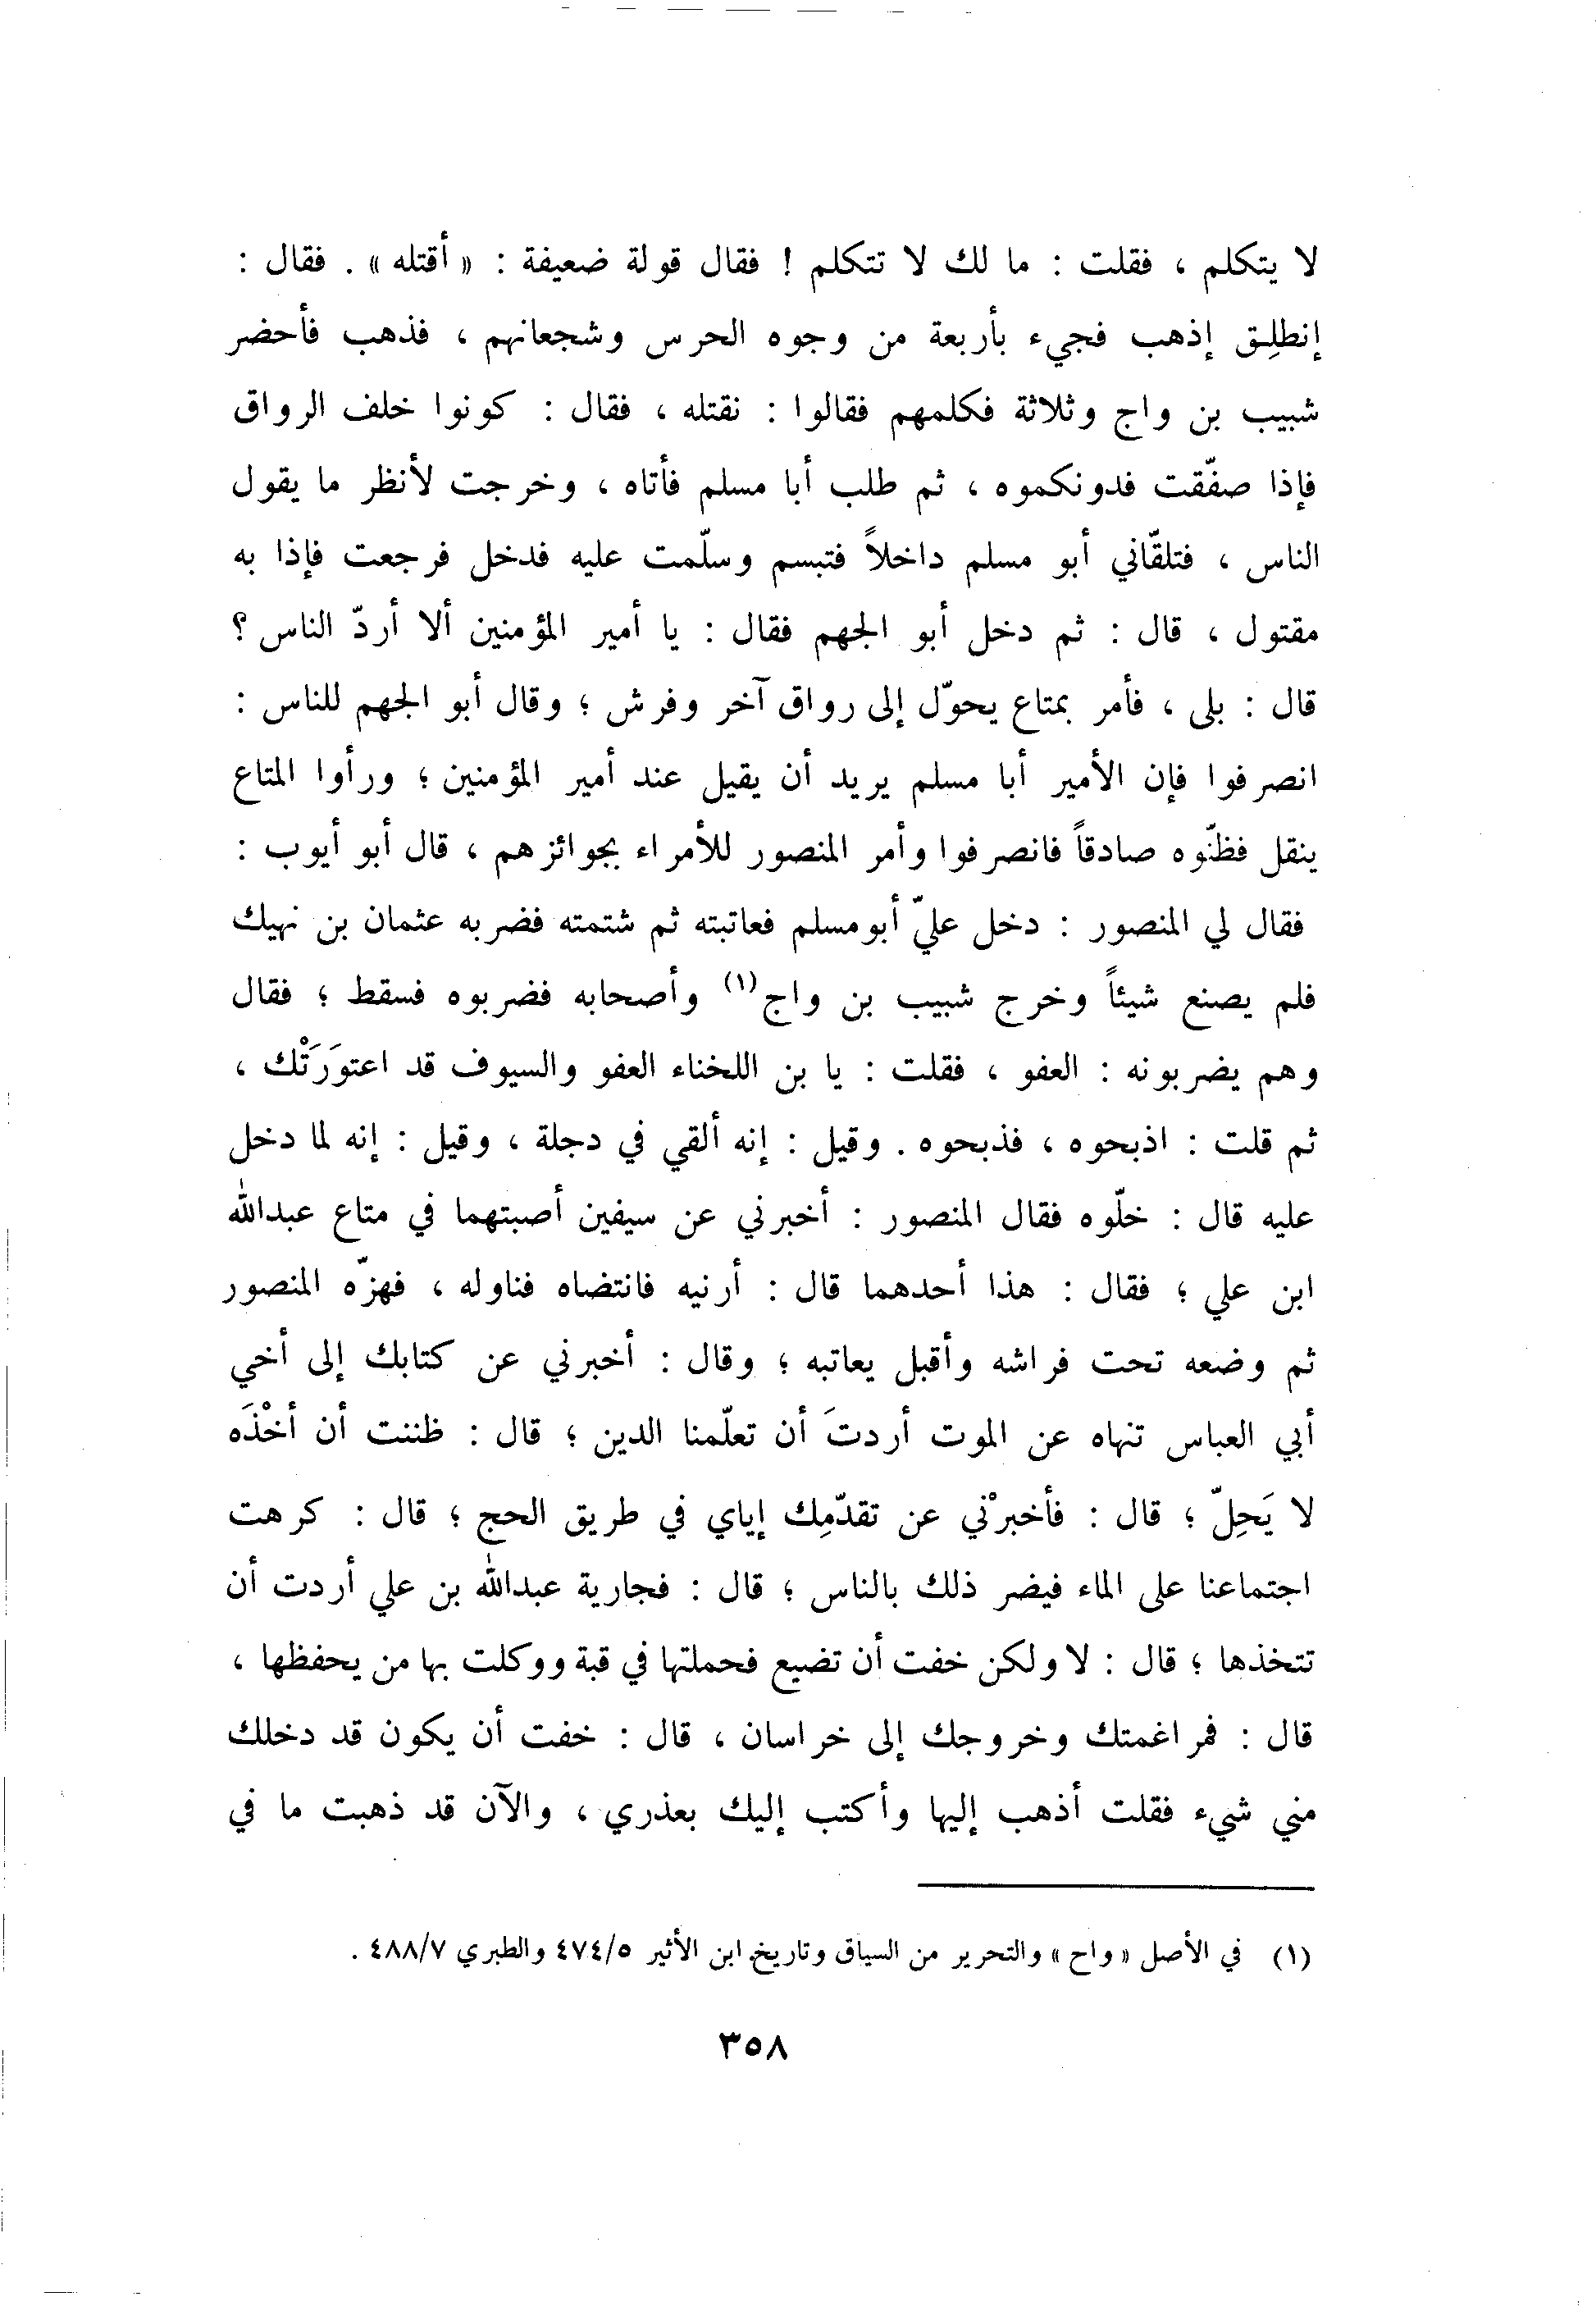 لا يتكلم ، فقلت : ما لك لا تتكلم ! فقال قولة ضعيفة : « أقتله » . فقال :
إنطلِق إذهب فجيء بأربعة من وجوه الحرس وشجعانهم ، فذهب فأحضر
شبيب بن واج وثلاثة فكلمهم فقالوا : نقتله ، فقال : كونوا خلف الرواق
فإذا صفّقت فدونكموه ، ثم طلب أبا مسلم فأتاه ، وخرجت لأنظر ما يقول
الناس ، فتلقّاني أبو مسلم داخلاً فتبسم وسلّمت عليه فدخل فرجعت فإذا به
مقتول ، قال : ثم دخل أبو الجهم فقال : يا أمير المؤمنين ألا أردّ الناس ؟
قال : بلى ، فأمر بمتاع يحوّل إلى رواق آخر وفرش ؛ وقال أبو الجهم للناس :
انصرفوا فإن الأمير أبا مسلم يريد أن يقيل عند أمير المؤمنين ؛ ورأوا المتاع
ينقل فظنّوه صادقاً فانصرفوا وأمر المنصور للأمراء بجوائزهم ، قال أبو أيوب :
فقال لي المنصور : دخل عليّ أبومسلم فعاتبته ثم شتمته فضربه عثمان بن نهيك
فلم يصنع شيئاً وخرج شبيب بن واج (١) وأصحابه فضربوه فسقط ؛ فقال
وهم يضربونه : العفو ، فقلت : يا بن اللخناء العفو والسيوف قد اعتوَرَتْك ،
ثم قلت : اذبحوه ، فذبحوه . وقيل : إنه ألقي في دجلة ، وقيل : إنه لما دخل
عليه قال : خلّوه فقال المنصور : أخبرني عن سيفين أصبتهما في متاع عبدالله
ابن علي ؛ فقال : هذا أحدهما قال : أرنيه فانتضاه فناوله ، فهزّه المنصور
ثم وضعه تحت فراشه وأقبل يعاتبه ؛ وقال : أخبرني عن كتابك إلى أخي
أبي العباس تنهاه عن الموت أردتَ أن تعلّمنا الدين ؛ قال : ظننت أن أخْذَه
لا يَحِلّ ؛ قال : فأخبرْني عن تقدّمِك إياي في طريق الحج ؛ قال : كرهت
اجتماعنا على الماء فيضر ذلك بالناس ؛ قال : فجارية عبدالله بن علي أردت أن
تتخذها ؛ قال : لا ولكن خفت أن تضيع فحملتها في قبة ووكلت بها من يحفظها ،
قال : فمراغمتك وخروجك إلى خراسان ، قال : خفت أن يكون قد دخلك
مني شيء فقلت أذهب إليها وأكتب إليك بعذري ، والآن قد ذهبت ما في
(١) في الأصل « واح » والتحرير من السياق وتاريخ ابن الأثير ٤٧٤/٥ والطبري ٤٨٨/٧ .
٣٥٨